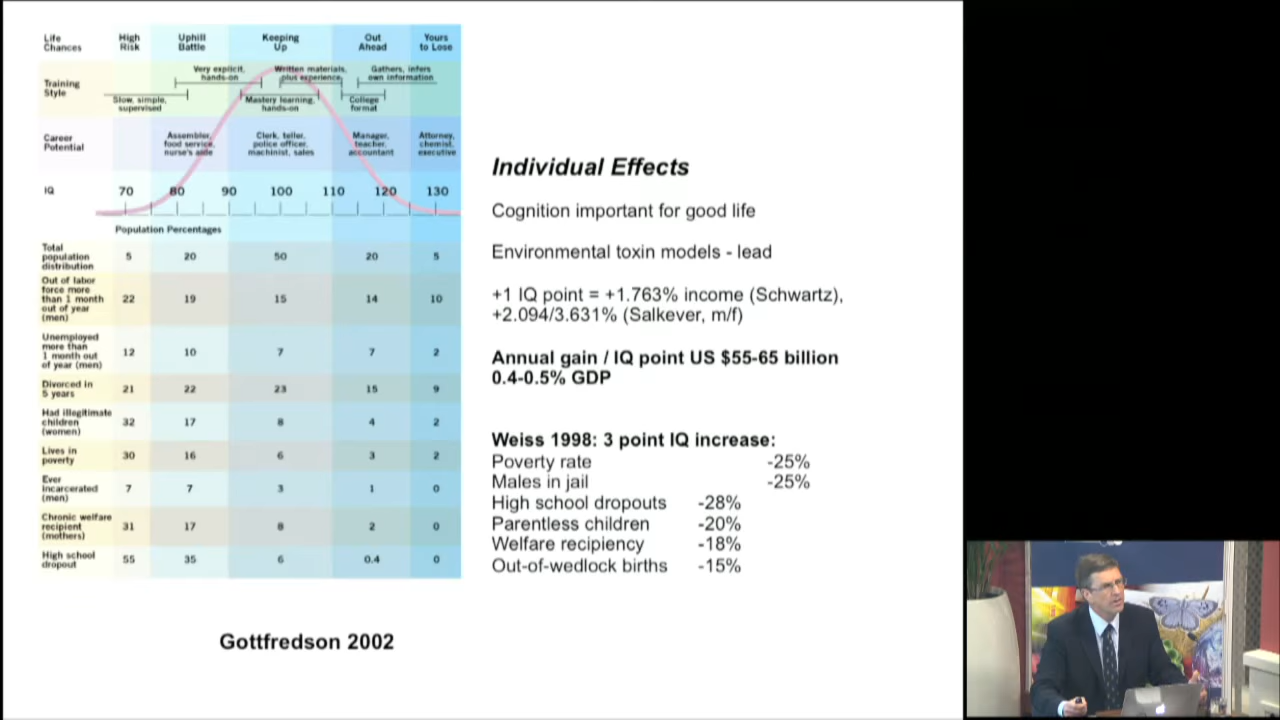 Life Chances
High Risk
Uphill Battle
Keeping Up
Out Ahead
Yours to Lose
Training Style
Very explicit, hands-on
Written materials, plus experience
Gathers, infers own information
Slow, simple, supervised
Mastery learning, hands-on
College format
Career Potential
Assembler, food service, nurse's aide
Clerk, teller, police officer, machinist, sales
Manager, teacher, accountant
Attorney, chemist, executive
IQ 70 80 90 100 110 120 130
Population Percentages
Total population distribution 5 20 50 20 5
Out of labor force more than 1 month out of year (men) 22 19 15 14 10
Unemployed more than 1 month out of year (men) 12 10 7 7 2
Divorced in 5 years 21 22 23 15 9
Had illegitimate children (women) 32 17 8 4 2
Lives in poverty 30 16 6 3 2
Ever incarcerated (men) 7 7 3 1 0
Chronic welfare recipient (mothers) 31 17 8 2 0
High school dropout 55 35 6 0.4 0
Gottfredson 2002
Individual Effects
Cognition important for good life
Environmental toxin models - lead
+1 IQ point = +1.763% income (Schwartz),
+2.094/3.631% (Salkever, m/f)
Annual gain / IQ point US $55-65 billion
0.4-0.5% GDP
Weiss 1998: 3 point IQ increase:
Poverty rate -25%
Males in jail -25%
High school dropouts -28%
Parentless children -20%
Welfare recipiency -18%
Out-of-wedlock births -15%